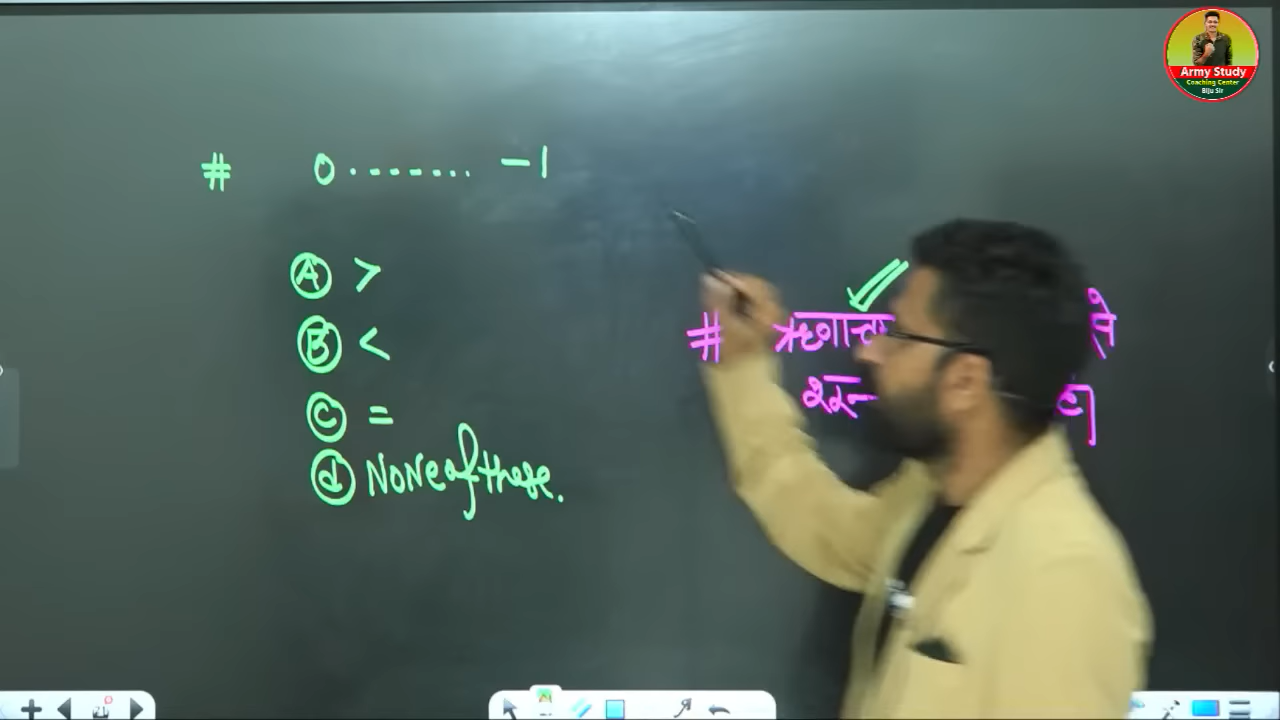 # 0 ........ -1
Ⓐ >
Ⓑ <
Ⓒ =
ⓓ None of these.
#
से
Army Study
Coaching Center
Biju Sir